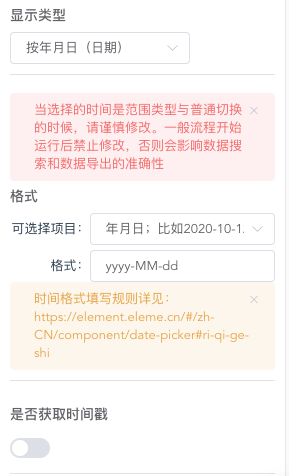 显示类型
按年月日（日期）
当选择的时间是范围类型与普通切换
的时候，请谨慎修改。一般流程开始
运行后禁止修改，否则会影响数据搜
索和数据导出的准确性
格式
可选择项目：
年月日；比如2020-10-1.
格式：
yyyy-MM-dd
时间格式填写规则详见：
https://element.eleme.cn/#/zh-
CN/component/date-picker#ri-qi-ge-
shi
是否获取时间戳